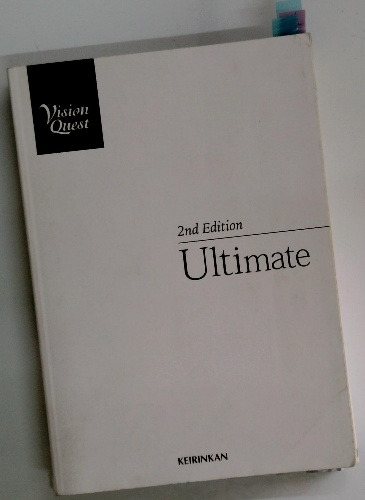 Vision
Quest
2nd Edition
Ultimate
KEIRINKAN